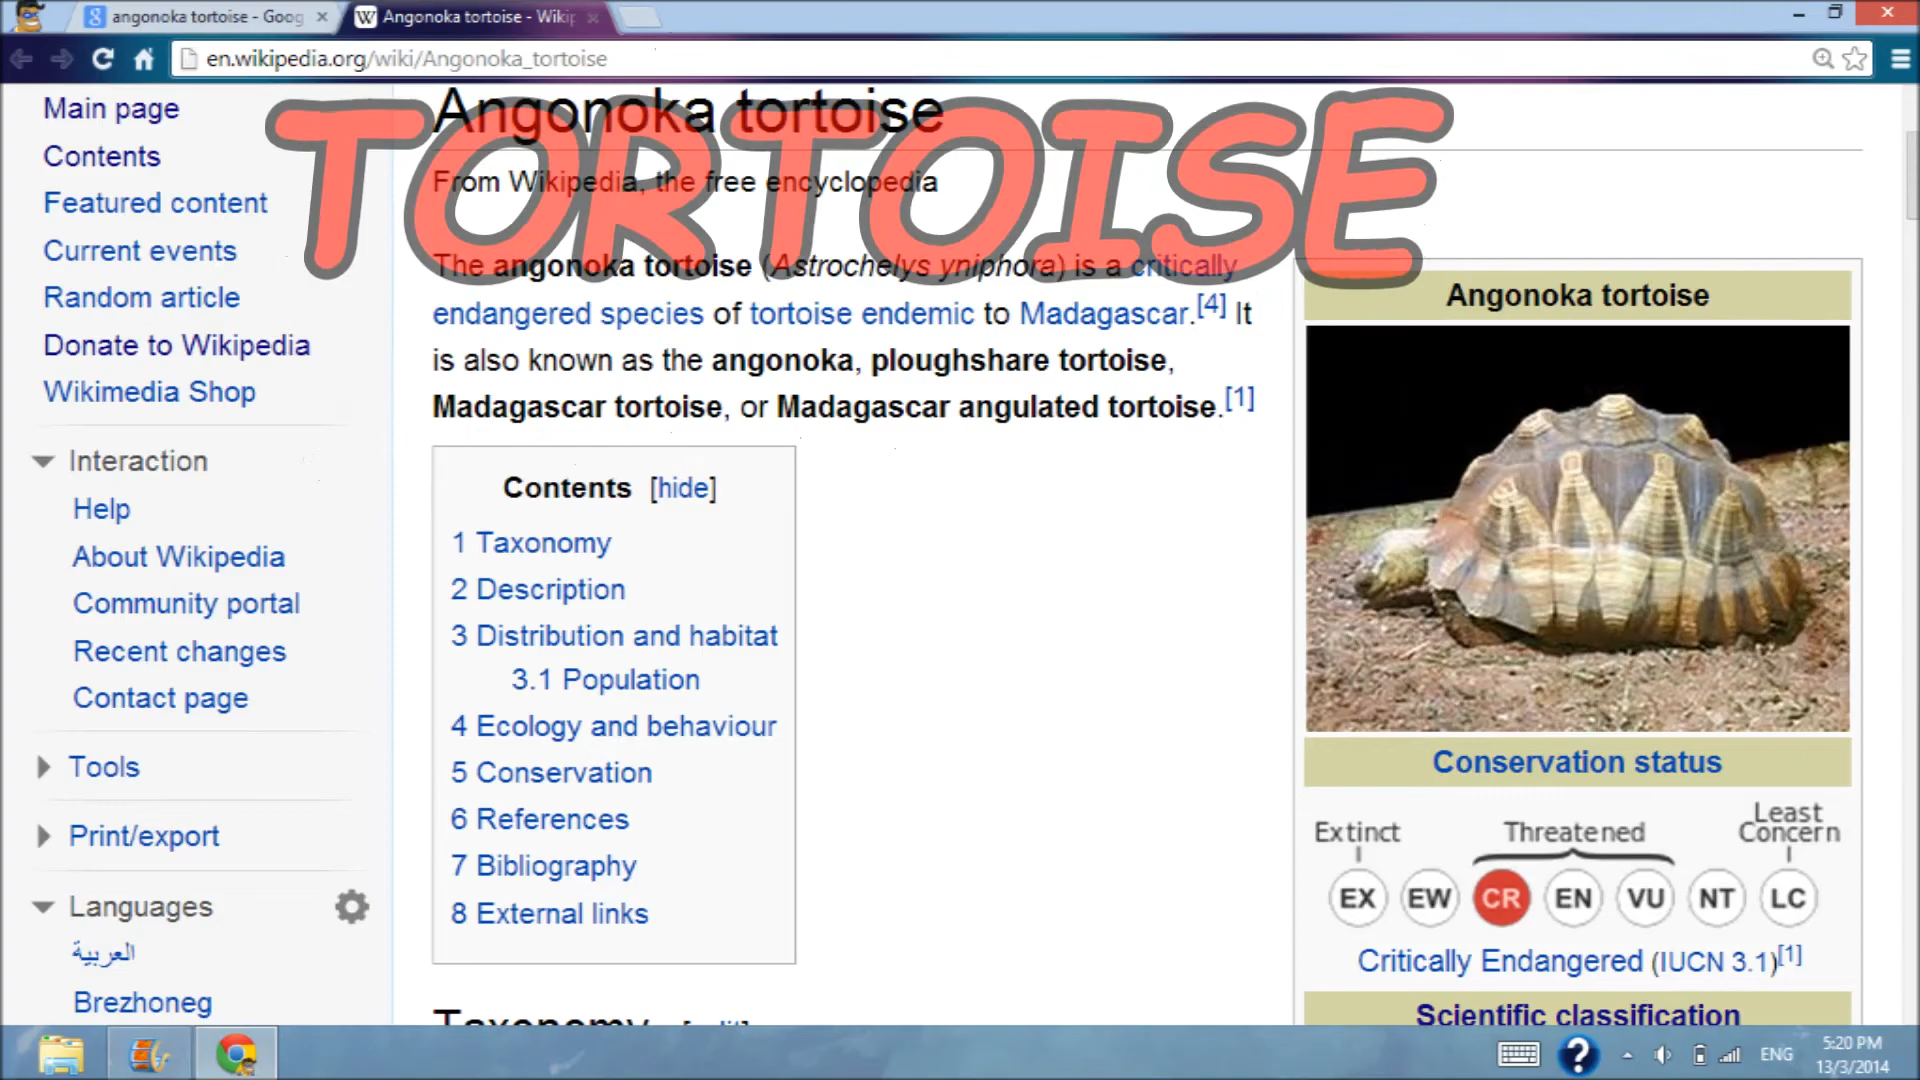 angonoka tortoise - Goog
Angonoka tortoise - Wiki
en.wikipedia.org/wiki/Angonoka_tortoise
TORTOISE
Main page
Contents
Featured content
Current events
Random article
Donate to Wikipedia
Wikimedia Shop
Interaction
Help
About Wikipedia
Community portal
Recent changes
Contact page
Tools
Print/export
Languages
العربية
Brezhoneg
Angonoka tortoise
From Wikipedia, the free encyclopedia
The angonoka tortoise (Astrochelys yniphora) is a critically
endangered species of tortoise endemic to Madagascar.[4] It
is also known as the angonoka, ploughshare tortoise,
Madagascar tortoise, or Madagascar angulated tortoise.[1]
Contents [hide]
1 Taxonomy
2 Description
3 Distribution and habitat
3.1 Population
4 Ecology and behaviour
5 Conservation
6 References
7 Bibliography
8 External links
Taxonomy [edit]
Angonoka tortoise
Conservation status
Extinct Threatened Least Concern
EX EW CR EN VU NT LC
Critically Endangered (IUCN 3.1)[1]
Scientific classification
ENG
5:20 PM
13/3/2014